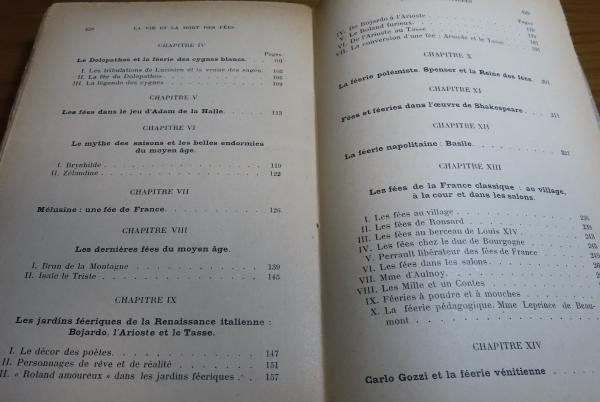 428 LA VIE ET LA MORT DES FÉES
CHAPITRE IV
Pages.
Le Dolopathos et la féerie des cygnes blancs. . . 101
I. Les tribulations de Lucinien et la venue des sages. 102
II. La fée du Dolopathos . . . 106
III. La légende des cygnes . . . 109
CHAPITRE V
Les fées dans le jeu d'Adam de la Halle. . . . 113
CHAPITRE VI
Le mythe des saisons et les belles endormies
du moyen âge.
I. Brynhilde . . . 119
II. Zélandine . . . 122
CHAPITRE VII
Mélusine : une fée de France. . . . 126
CHAPITRE VIII
Les dernières fées du moyen âge.
I. Brun de la Montagne . . . 139
II. Isaïe le Triste . . . 145
CHAPITRE IX
Les jardins féeriques de la Renaissance italienne :
Bojardo, l'Arioste et le Tasse.
I. Le décor des poètes. . . . 147
II. Personnages de rêve et de réalité . . . 151
II. « Roland amoureux » dans les jardins féeriques . . . 157
429
Pages
IV. De Bojardo à l'Arioste
V. Le Roland furieux.
VI. De l'Arioste au Tasse
VII. La conversion d'une fée : Armide et le Tasse
CHAPITRE X
La féerie polémiste. Spenser et la Reine des fées
CHAPITRE XI
Fées et féeries dans l'œuvre de Shakespeare. . . 211
CHAPITRE XII
La féerie napolitaine : Basile. . . .
CHAPITRE XIII
Les fées de la France classique : au village,
à la cour et dans les salons.
I. Les fées au village . . . 236
II. Les fées de Ronsard . . . 239
III. Les fées au berceau de Louis XIV. . . 243
IV. Les fées chez le duc de Bourgogne . . . 245
V. Perrault libérateur des fées de France
VI. Les fées dans les salons.
VII. Mme d'Aulnoy.
VIII. Les Mille et un Contes
IX. Féeries à poudre et à mouches
X. La féerie pédagogique. Mme Leprince de Beau-
mont
CHAPITRE XIV
Carlo Gozzi et la féerie vénitienne